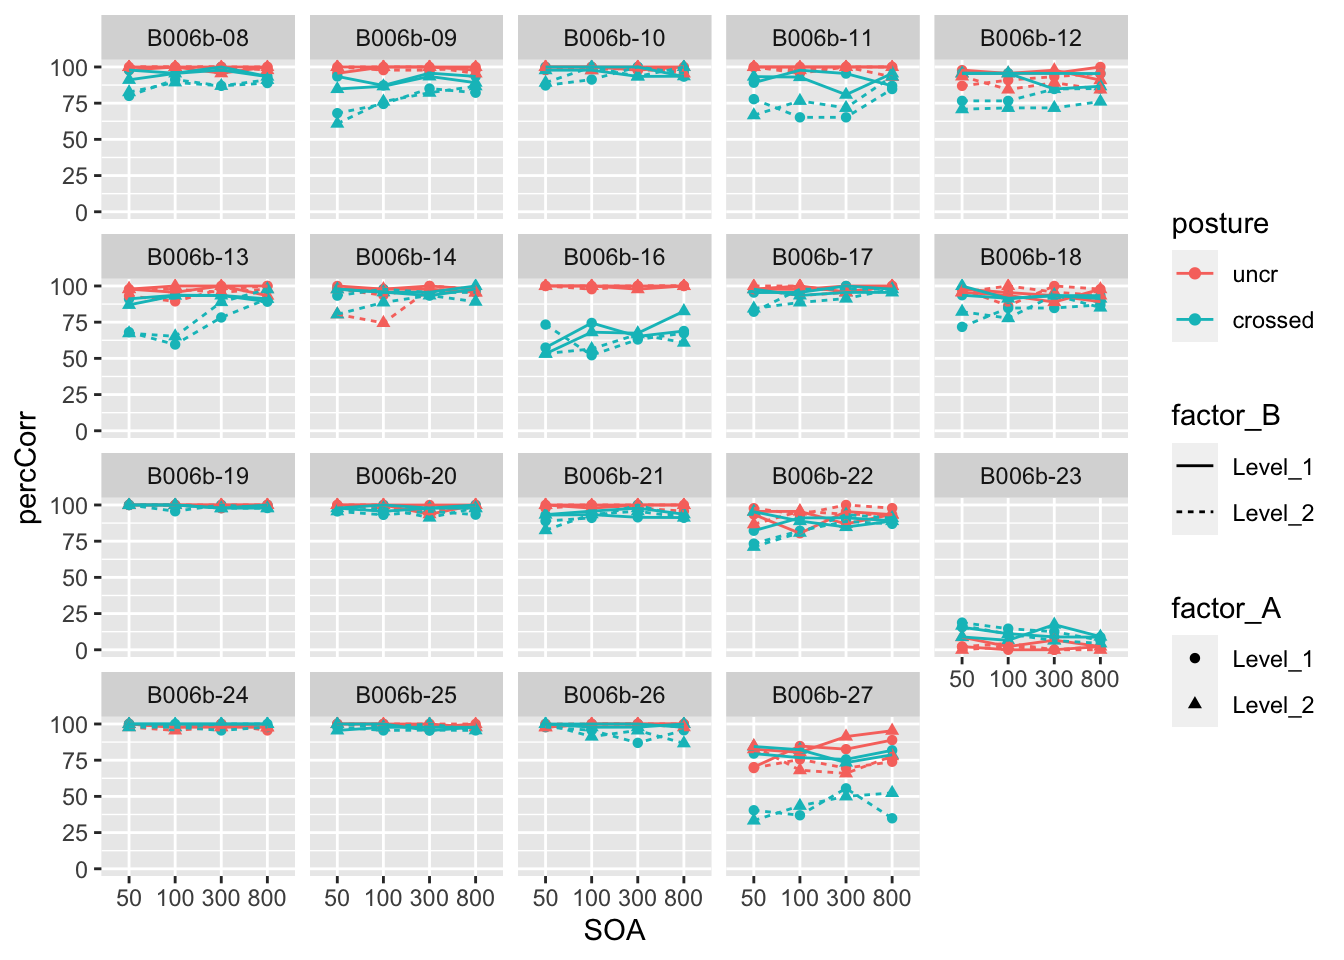 B006b-08 B006b-09 B006b-10 B006b-11 B006b-12
100
75
50
25
0
B006b-13 B006b-14 B006b-16 B006b-17 B006b-18
100
75
50
25
0
B006b-19 B006b-20 B006b-21 B006b-22 B006b-23
100
75
50
25
0
50 100 300 800
B006b-24 B006b-25 B006b-26 B006b-27
100
75
50
25
0
50 100 300 800 50 100 300 800 50 100 300 800 50 100 300 800
SOA
percCorr
posture
uncr
crossed
factor_B
Level_1
Level_2
factor_A
Level_1
Level_2